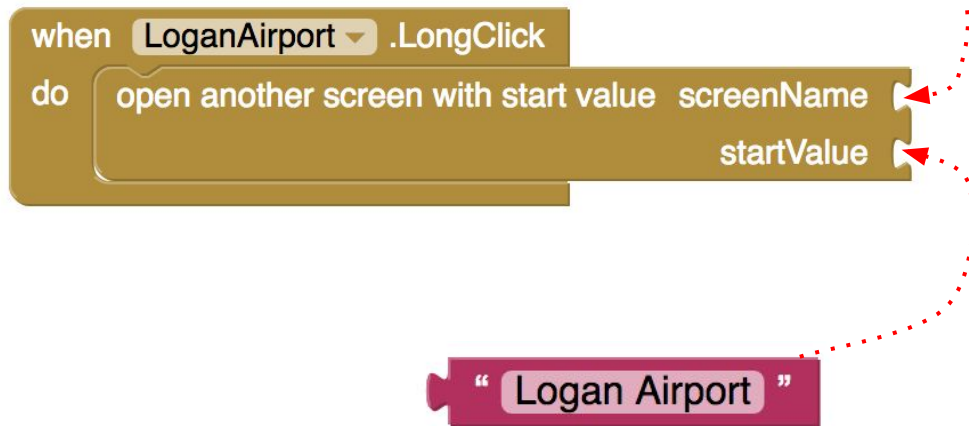 when LoganAirport .LongClick
do open another screen with start value screenName
startValue
“ Logan Airport ”